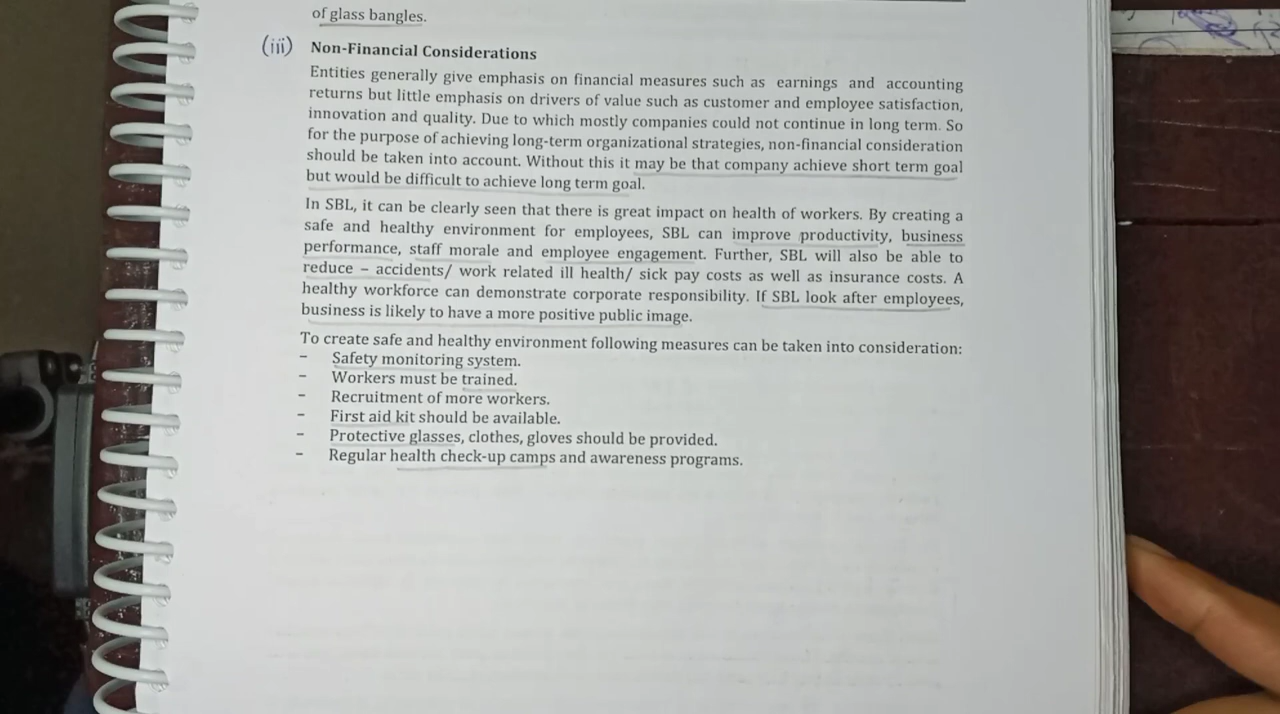 of glass bangles.
(iii) Non-Financial Considerations
Entities generally give emphasis on financial measures such as earnings and accounting
returns but little emphasis on drivers of value such as customer and employee satisfaction,
innovation and quality. Due to which mostly companies could not continue in long term. So
for the purpose of achieving long-term organizational strategies, non-financial consideration
should be taken into account. Without this it may be that company achieve short term goal
but would be difficult to achieve long term goal.
In SBL, it can be clearly seen that there is great impact on health of workers. By creating a
safe and healthy environment for employees, SBL can improve productivity, business
performance, staff morale and employee engagement. Further, SBL will also be able to
reduce – accidents/ work related ill health/ sick pay costs as well as insurance costs. A
healthy workforce can demonstrate corporate responsibility. If SBL look after employees,
business is likely to have a more positive public image.
To create safe and healthy environment following measures can be taken into consideration:
- Safety monitoring system.
- Workers must be trained.
- Recruitment of more workers.
- First aid kit should be available.
- Protective glasses, clothes, gloves should be provided.
- Regular health check-up camps and awareness programs.